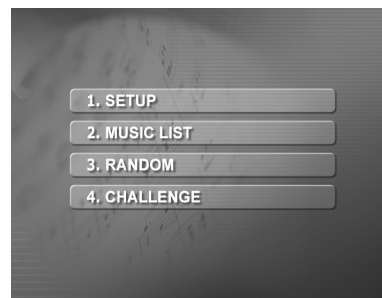 1. SETUP
2. MUSIC LIST
3. RANDOM
4. CHALLENGE